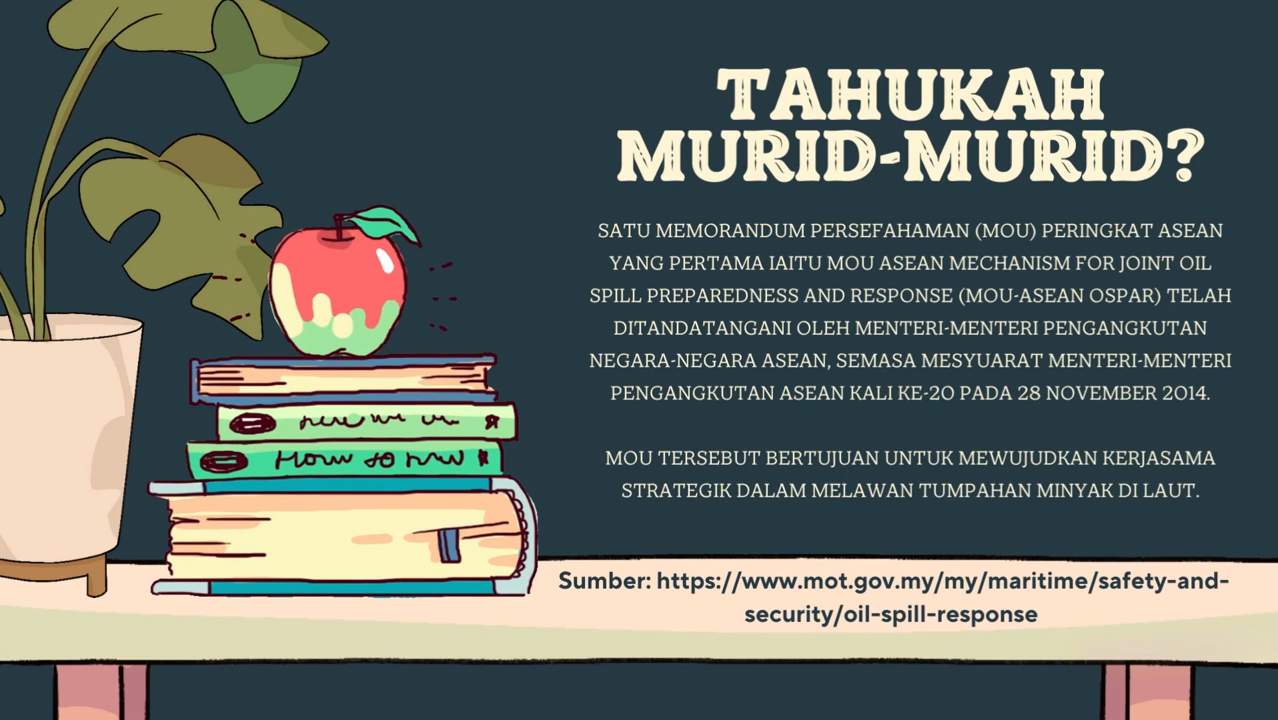 TAHUKAH
MURID-MURID?
SATU MEMORANDUM PERSEFAHAMAN (MOU) PERINGKAT ASEAN
YANG PERTAMA IAITU MOU ASEAN MECHANISM FOR JOINT OIL
SPILL PREPAREDNESS AND RESPONSE (MOU-ASEAN OSPAR) TELAH
DITANDATANGANI OLEH MENTERI-MENTERI PENGANGKUTAN
NEGARA-NEGARA ASEAN, SEMASA MESYUARAT MENTERI-MENTERI
PENGANGKUTAN ASEAN KALI KE-20 PADA 28 NOVEMBER 2014.
MOU TERSEBUT BERTUJUAN UNTUK MEWUJUDKAN KERJASAMA
STRATEGIK DALAM MELAWAN TUMPAHAN MINYAK DI LAUT.
How to
Sumber: https://www.mot.gov.my/my/maritime/safety-and-
security/oil-spill-response